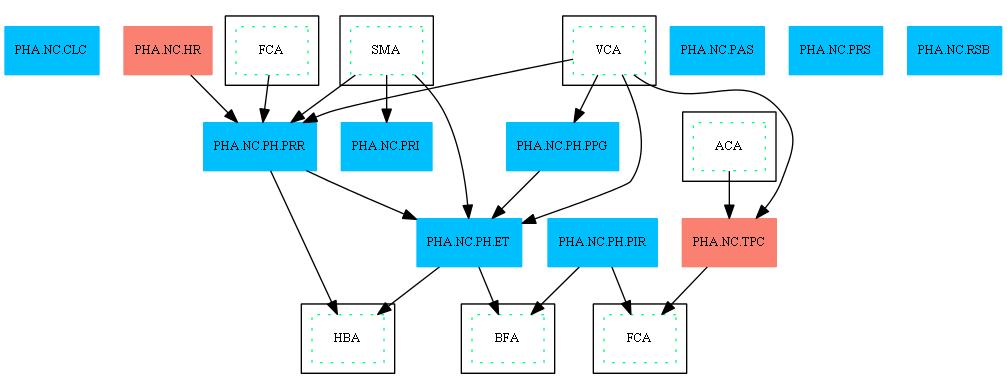 PHA.NC.CLC
PHA.NC.HR
FCA
SMA
VCA
PHA.NC.PAS
PHA.NC.PRS
PHA.NC.RSB
PHA.NC.PH.PRR
PHA.NC.PRI
PHA.NC.PH.PPG
ACA
PHA.NC.PH.ET
PHA.NC.PH.PIR
PHA.NC.TPC
HBA
BFA
FCA